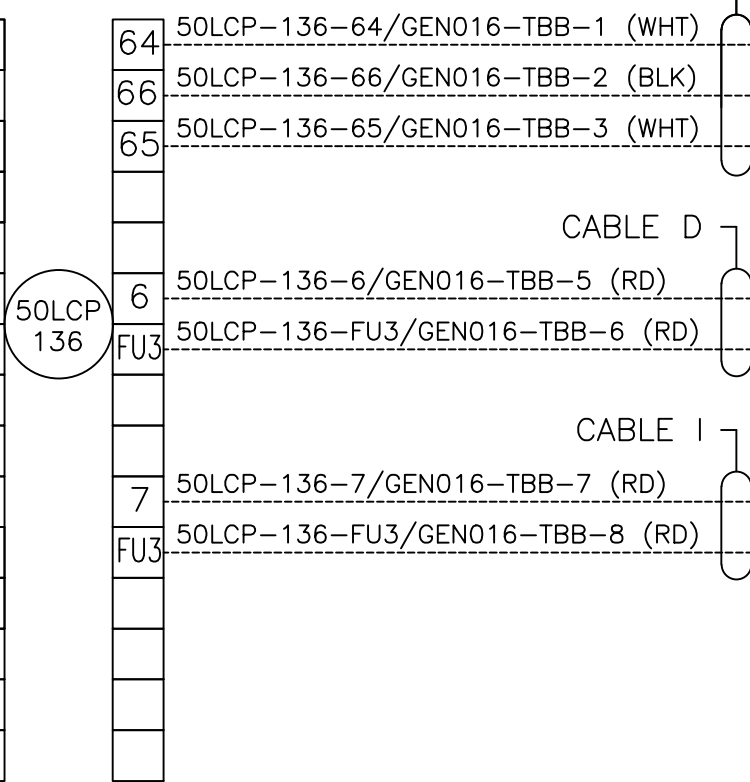 64 50LCP-136-64/GEN016-TBB-1 (WHT)
66 50LCP-136-66/GEN016-TBB-2 (BLK)
65 50LCP-136-65/GEN016-TBB-3 (WHT)
CABLE D
50LCP
136
6 50LCP-136-6/GEN016-TBB-5 (RD)
FU3 50LCP-136-FU3/GEN016-TBB-6 (RD)
CABLE I
7 50LCP-136-7/GEN016-TBB-7 (RD)
FU3 50LCP-136-FU3/GEN016-TBB-8 (RD)